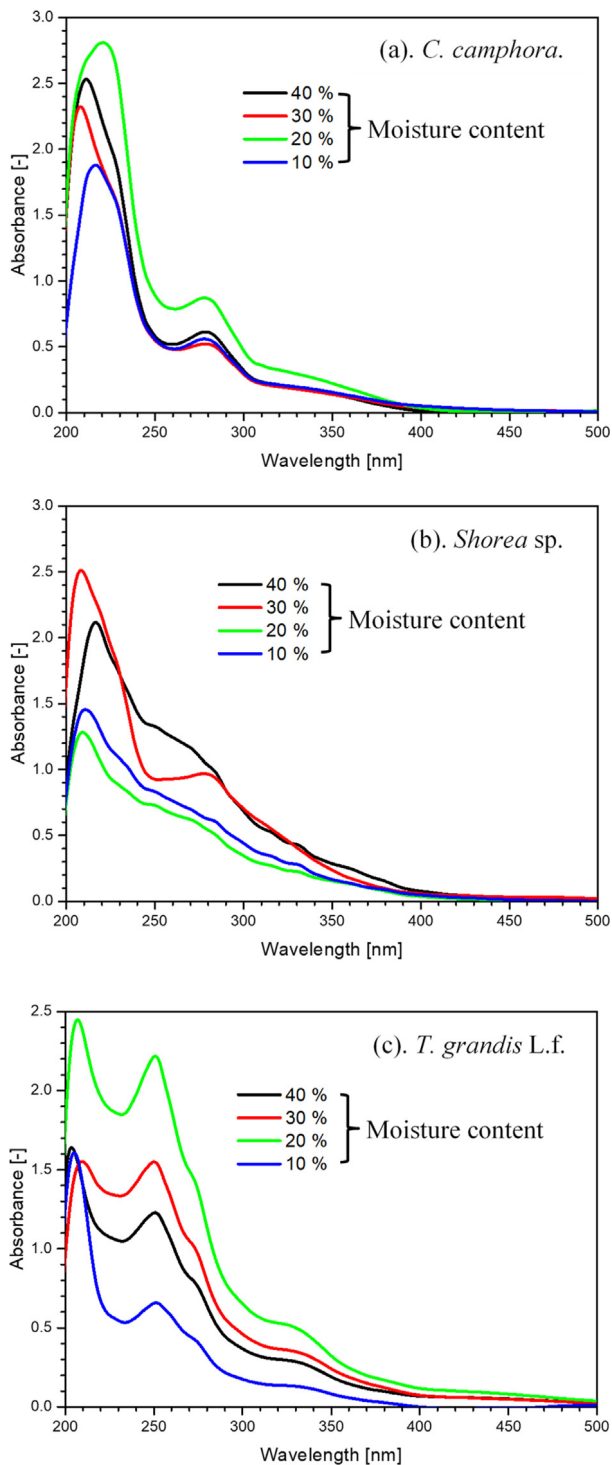 (a). C. camphora.
40 %
30 %
20 %
10 %
Moisture content
Absorbance [-]
3.0
2.5
2.0
1.5
1.0
0.5
0.0
200 250 300 350 400 450 500
Wavelength [nm]
(b). Shorea sp.
40 %
30 %
20 %
10 %
Moisture content
Absorbance [-]
3.0
2.5
2.0
1.5
1.0
0.5
0.0
200 250 300 350 400 450 500
Wavelength [nm]
(c). T. grandis L.f.
40 %
30 %
20 %
10 %
Moisture content
Absorbance [-]
2.5
2.0
1.5
1.0
0.5
0.0
200 250 300 350 400 450 500
Wavelength [nm]